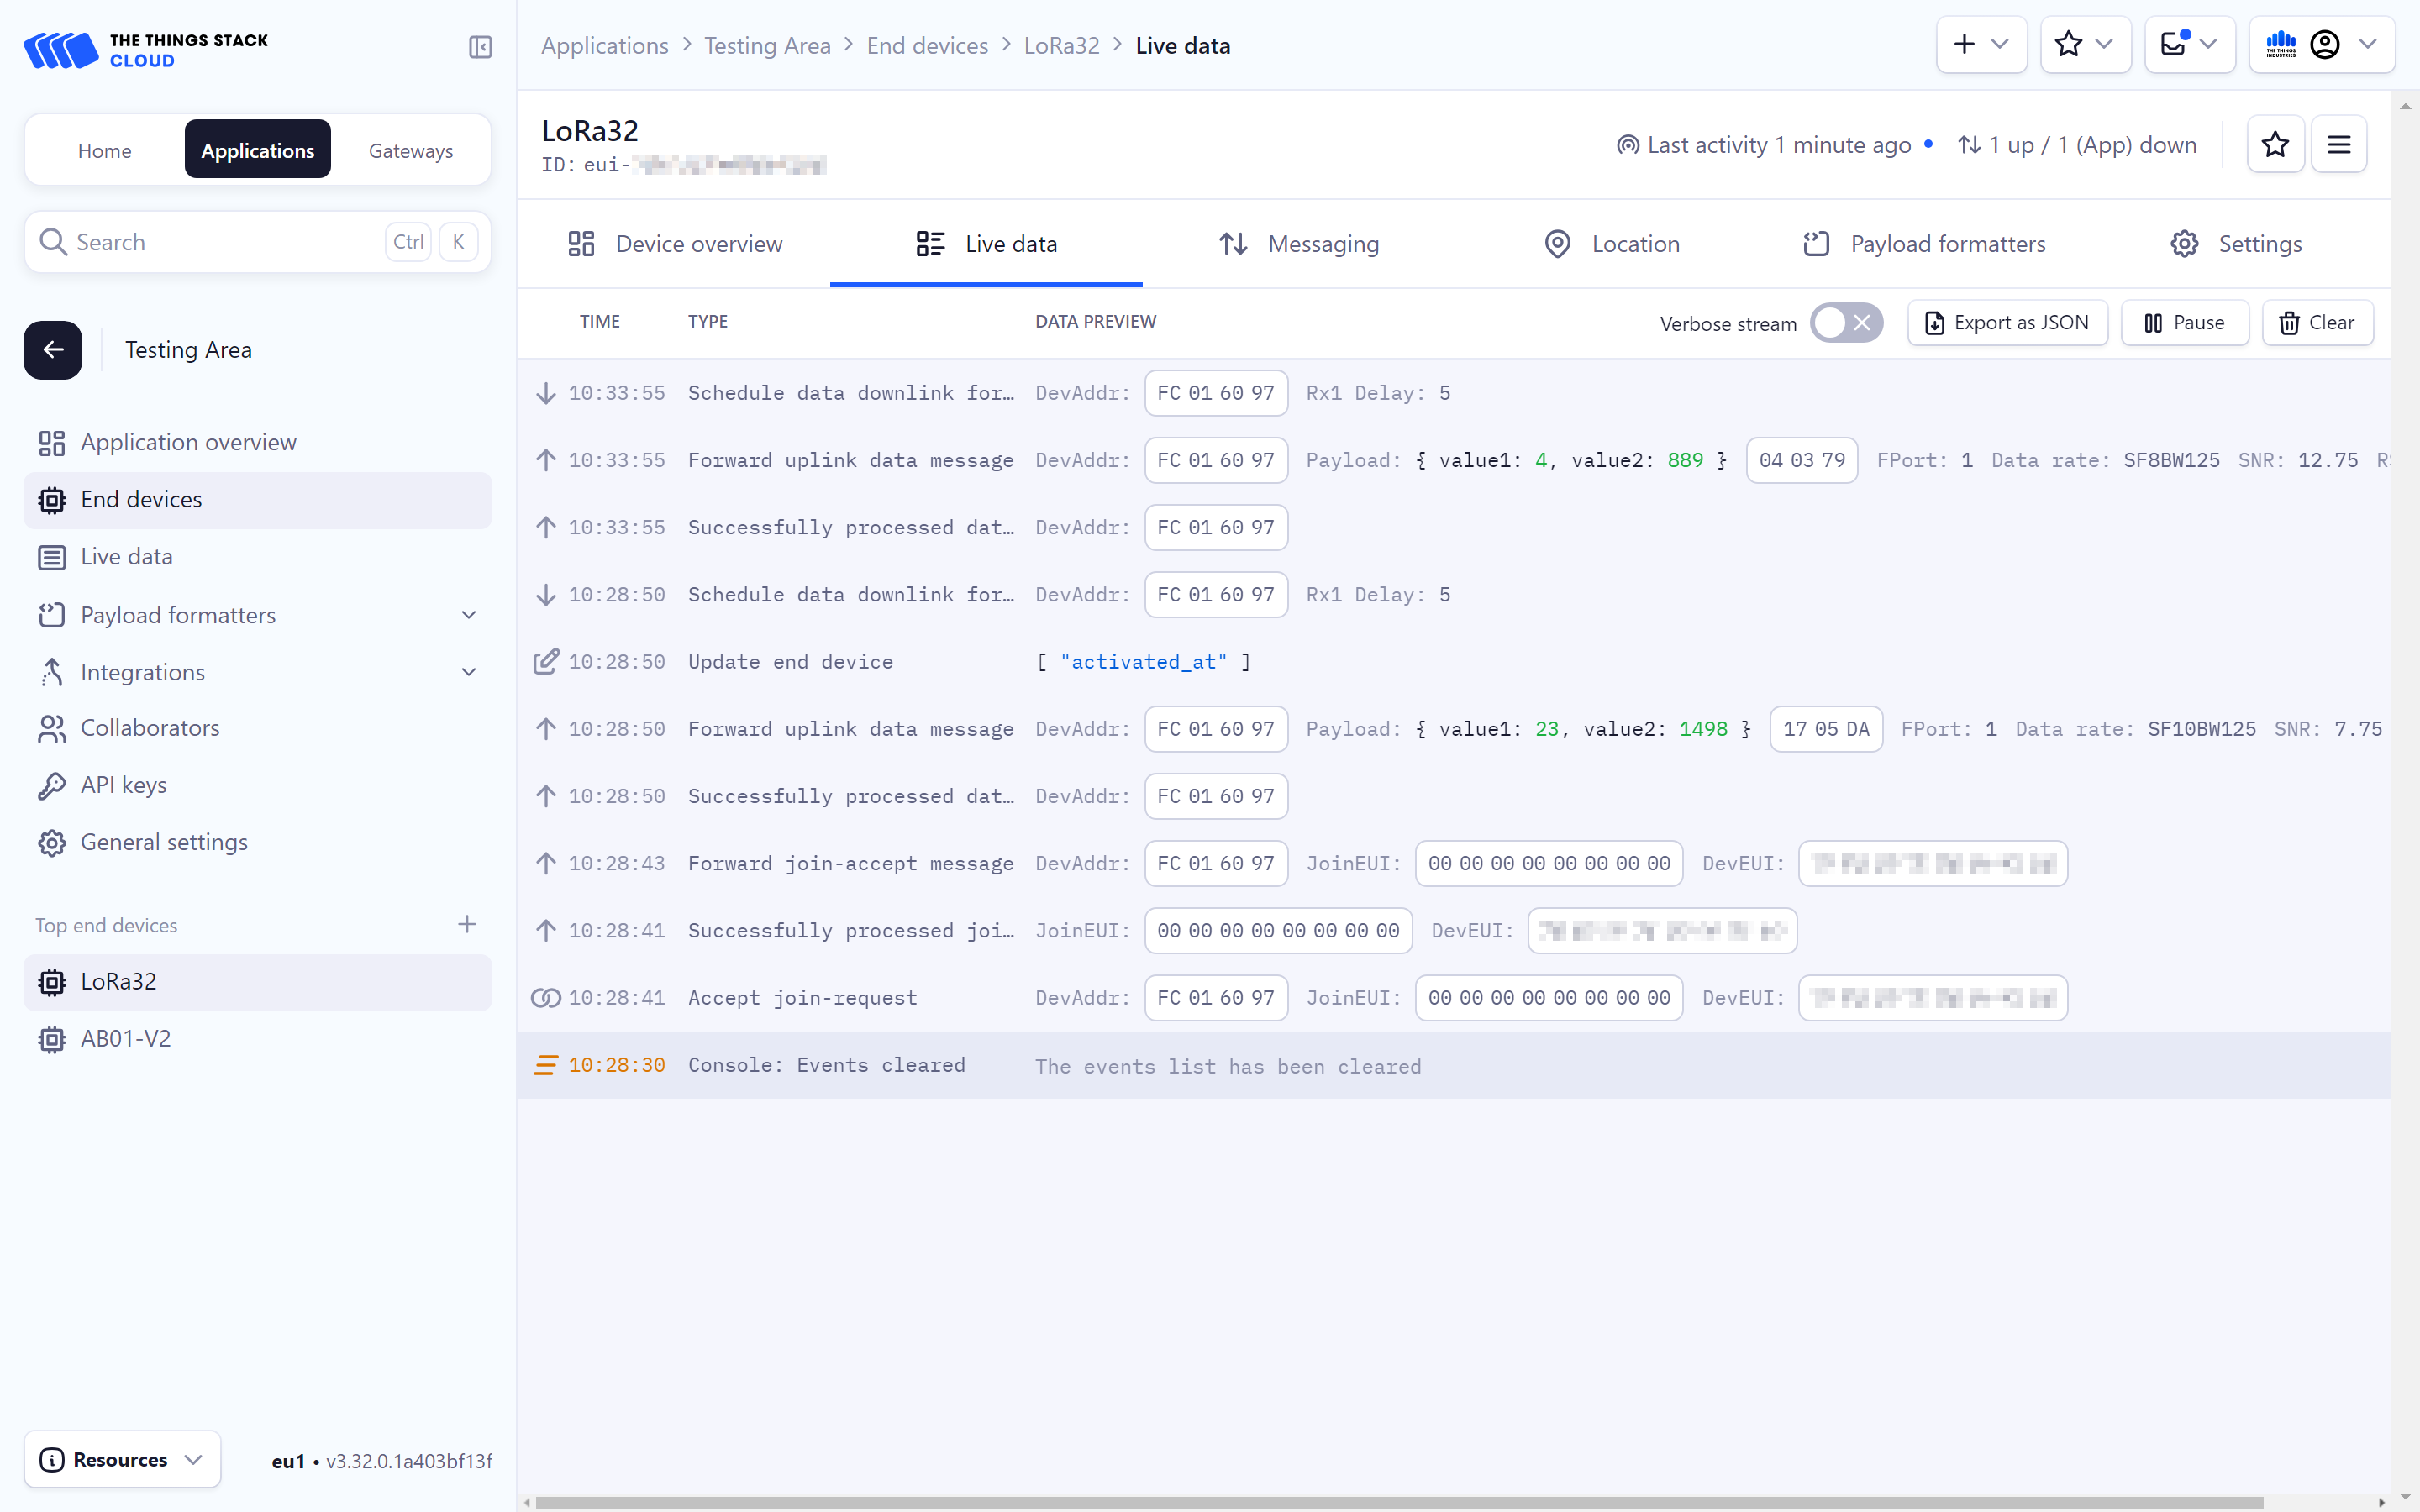 THE THINGS STACK
CLOUD
Applications > Testing Area > End devices > LoRa32 > Live data
THE THINGS
INDUSTRIES
Home Applications Gateways
Search Ctrl K
Testing Area
Application overview
End devices
Live data
Payload formatters
Integrations
Collaborators
API keys
General settings
Top end devices +
LoRa32
AB01-V2
Resources eu1 • v3.32.0.1a403bf13f
LoRa32
ID: eui-
Last activity 1 minute ago • 1 up / 1 (App) down
Device overview Live data Messaging Location Payload formatters Settings
TIME TYPE DATA PREVIEW Verbose stream Export as JSON Pause Clear
10:33:55 Schedule data downlink for… DevAddr: FC 01 60 97 Rx1 Delay: 5
10:33:55 Forward uplink data message DevAddr: FC 01 60 97 Payload: { value1: 4, value2: 889 } 04 03 79 FPort: 1 Data rate: SF8BW125 SNR: 12.75
10:33:55 Successfully processed dat… DevAddr: FC 01 60 97
10:28:50 Schedule data downlink for… DevAddr: FC 01 60 97 Rx1 Delay: 5
10:28:50 Update end device [ "activated_at" ]
10:28:50 Forward uplink data message DevAddr: FC 01 60 97 Payload: { value1: 23, value2: 1498 } 17 05 DA FPort: 1 Data rate: SF10BW125 SNR: 7.75
10:28:50 Successfully processed dat… DevAddr: FC 01 60 97
10:28:43 Forward join-accept message DevAddr: FC 01 60 97 JoinEUI: 00 00 00 00 00 00 00 00 DevEUI:
10:28:41 Successfully processed joi… JoinEUI: 00 00 00 00 00 00 00 00 DevEUI:
10:28:41 Accept join-request DevAddr: FC 01 60 97 JoinEUI: 00 00 00 00 00 00 00 00 DevEUI:
10:28:30 Console: Events cleared The events list has been cleared